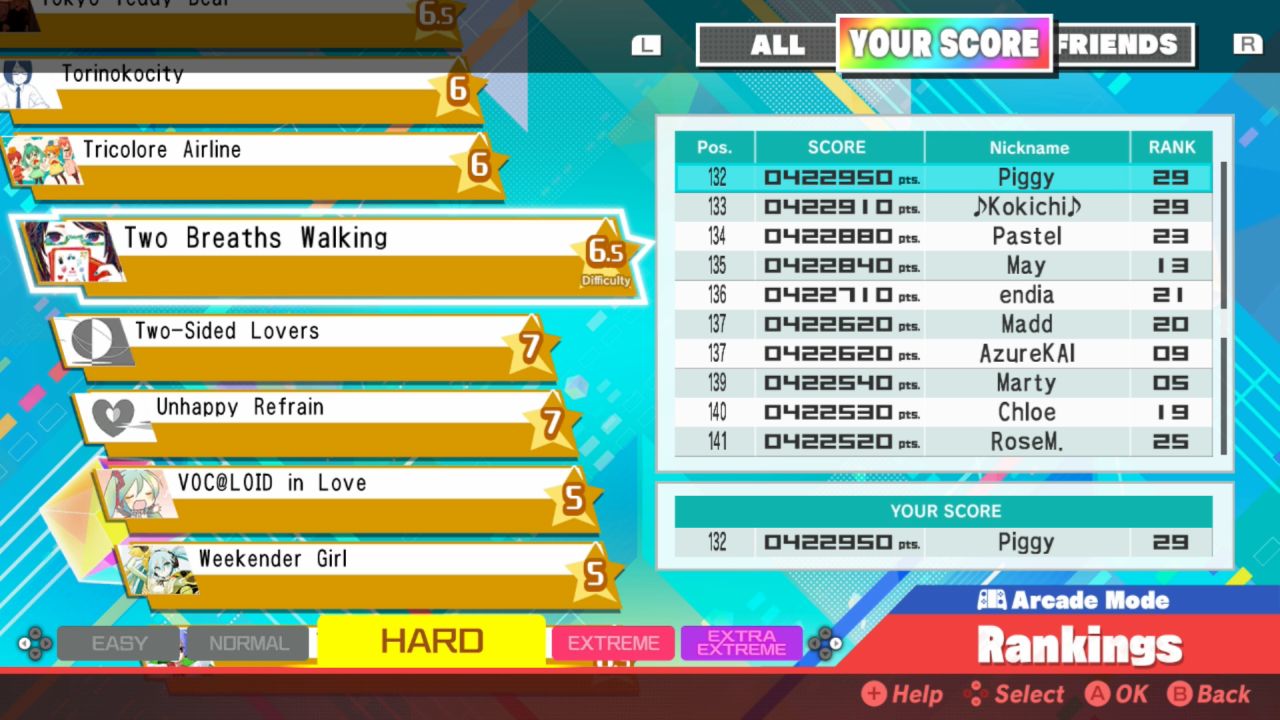 Tokyo Teddy Bear
6.5
L
ALL
YOUR SCORE
FRIENDS
R
Torinokocity
6
Tricolore Airline
6
Two Breaths Walking
6.5
Difficulty
Two-Sided Lovers
7
Unhappy Refrain
7
VOC@LOID in Love
5
Weekender Girl
5
Pos. SCORE Nickname RANK
132 0422950 pts. Piggy 29
133 0422910 pts. ♪Kokichi♪ 29
134 0422880 pts. Pastel 23
135 0422840 pts. May 13
136 0422710 pts. endia 21
137 0422620 pts. Madd 20
137 0422620 pts. AzureKAI 09
139 0422540 pts. Marty 05
140 0422530 pts. Chloe 19
141 0422520 pts. RoseM. 25
YOUR SCORE
132 0422950 pts. Piggy 29
Arcade Mode
Rankings
EASY
NORMAL
HARD
EXTREME
EXTRA
EXTREME
+ Help
Select
A OK
B Back